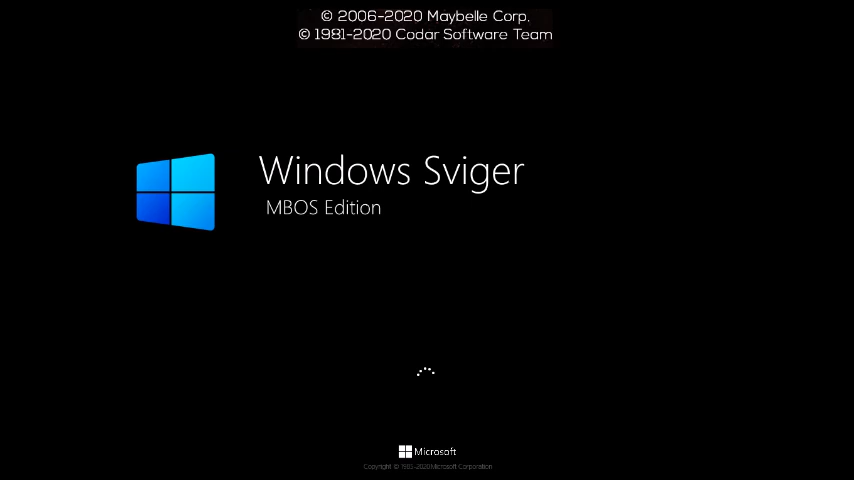 © 2006-2020 Maybelle Corp.
© 1981-2020 Codar Software Team
Windows Sviger
MBOS Edition
Microsoft
Copyright © 1981-2020 Microsoft Corporation